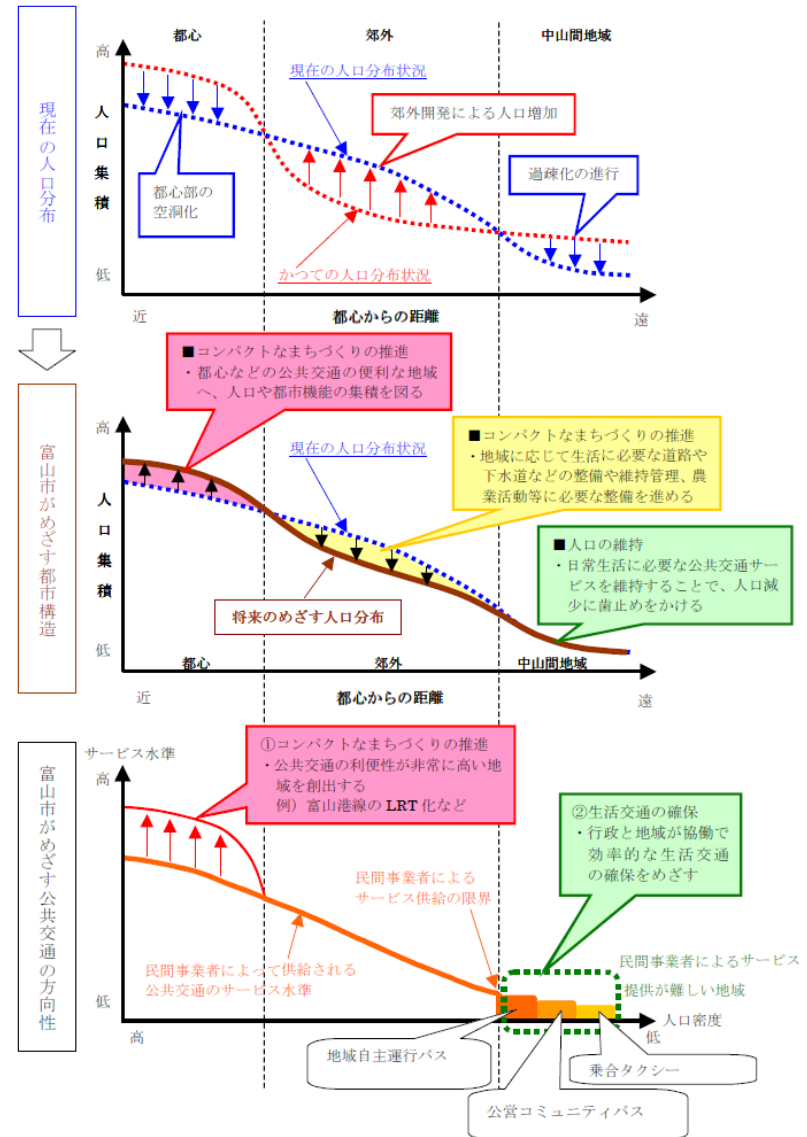 都心
郊外
中山間地域
現在の人口分布
高
人口集積
低
現在の人口分布状況
郊外開発による人口増加
都心部の
空洞化
過疎化の進行
かつての人口分布状況
近
都心からの距離
遠
富山市がめざす都市構造
■コンパクトなまちづくりの推進
・都心などの公共交通の便利な地域
へ、人口や都市機能の集積を図る
高
人口集積
低
現在の人口分布状況
■コンパクトなまちづくりの推進
・地域に応じて生活に必要な道路や
下水道などの整備や維持管理、農
業活動等に必要な整備を進める
■人口の維持
・日常生活に必要な公共交通サー
ビスを維持することで、人口減
少に歯止めをかける
将来のめざす人口分布
都心
郊外
中山間地域
近
都心からの距離
遠
富山市がめざす公共交通の方向性
サービス水準
高
①コンパクトなまちづくりの推進
・公共交通の利便性が非常に高い地
域を創出する
例）富山港線のLRT化など
②生活交通の確保
・行政と地域が協働で
効率的な生活交通
の確保をめざす
民間事業者による
サービス供給の限界
民間事業者によって供給される
公共交通のサービス水準
民間事業者によるサービス
提供が難しい地域
低
高
人口密度
低
地域自主運行バス
乗合タクシー
公営コミュニティバス